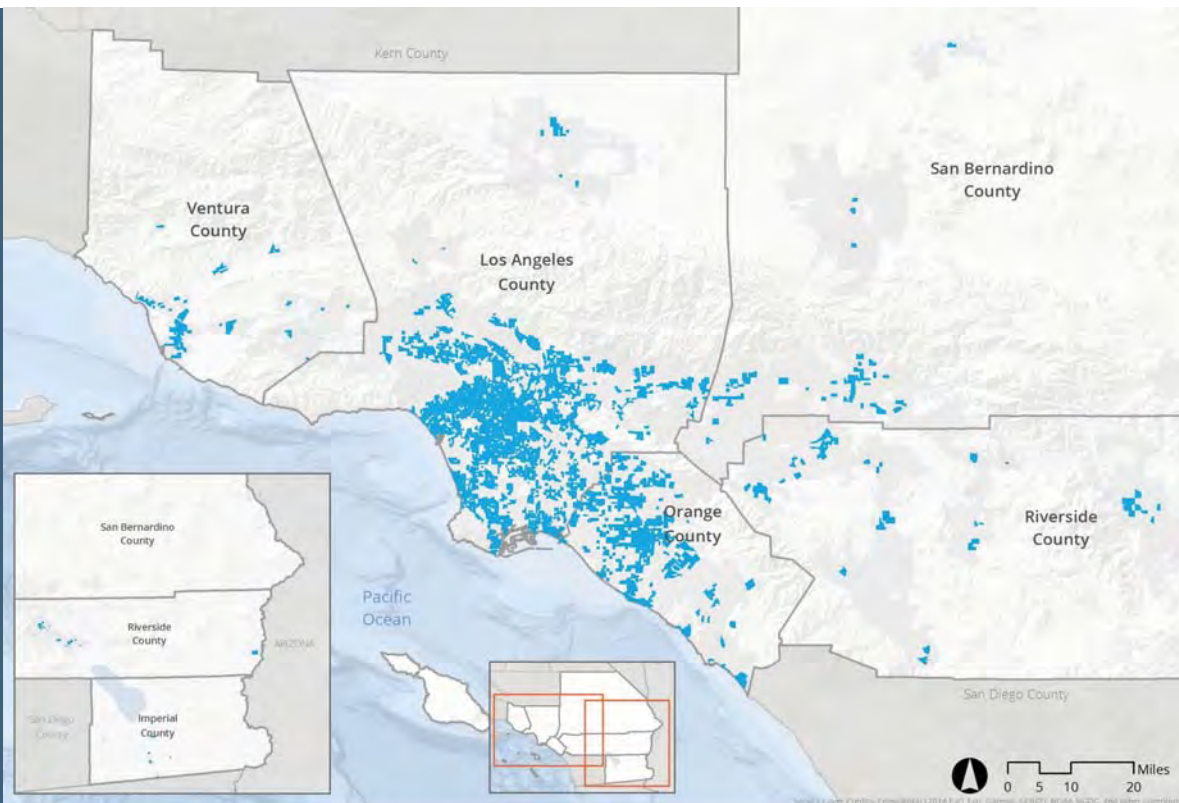 Kern County
San Bernardino
County
Ventura
County
Los Angeles
County
Orange
County
Riverside
County
San Bernardino
County
Pacific
Ocean
Riverside
County
ARIZONA
San Diego
County
Imperial
County
San Diego County
Miles
0 5 10 20